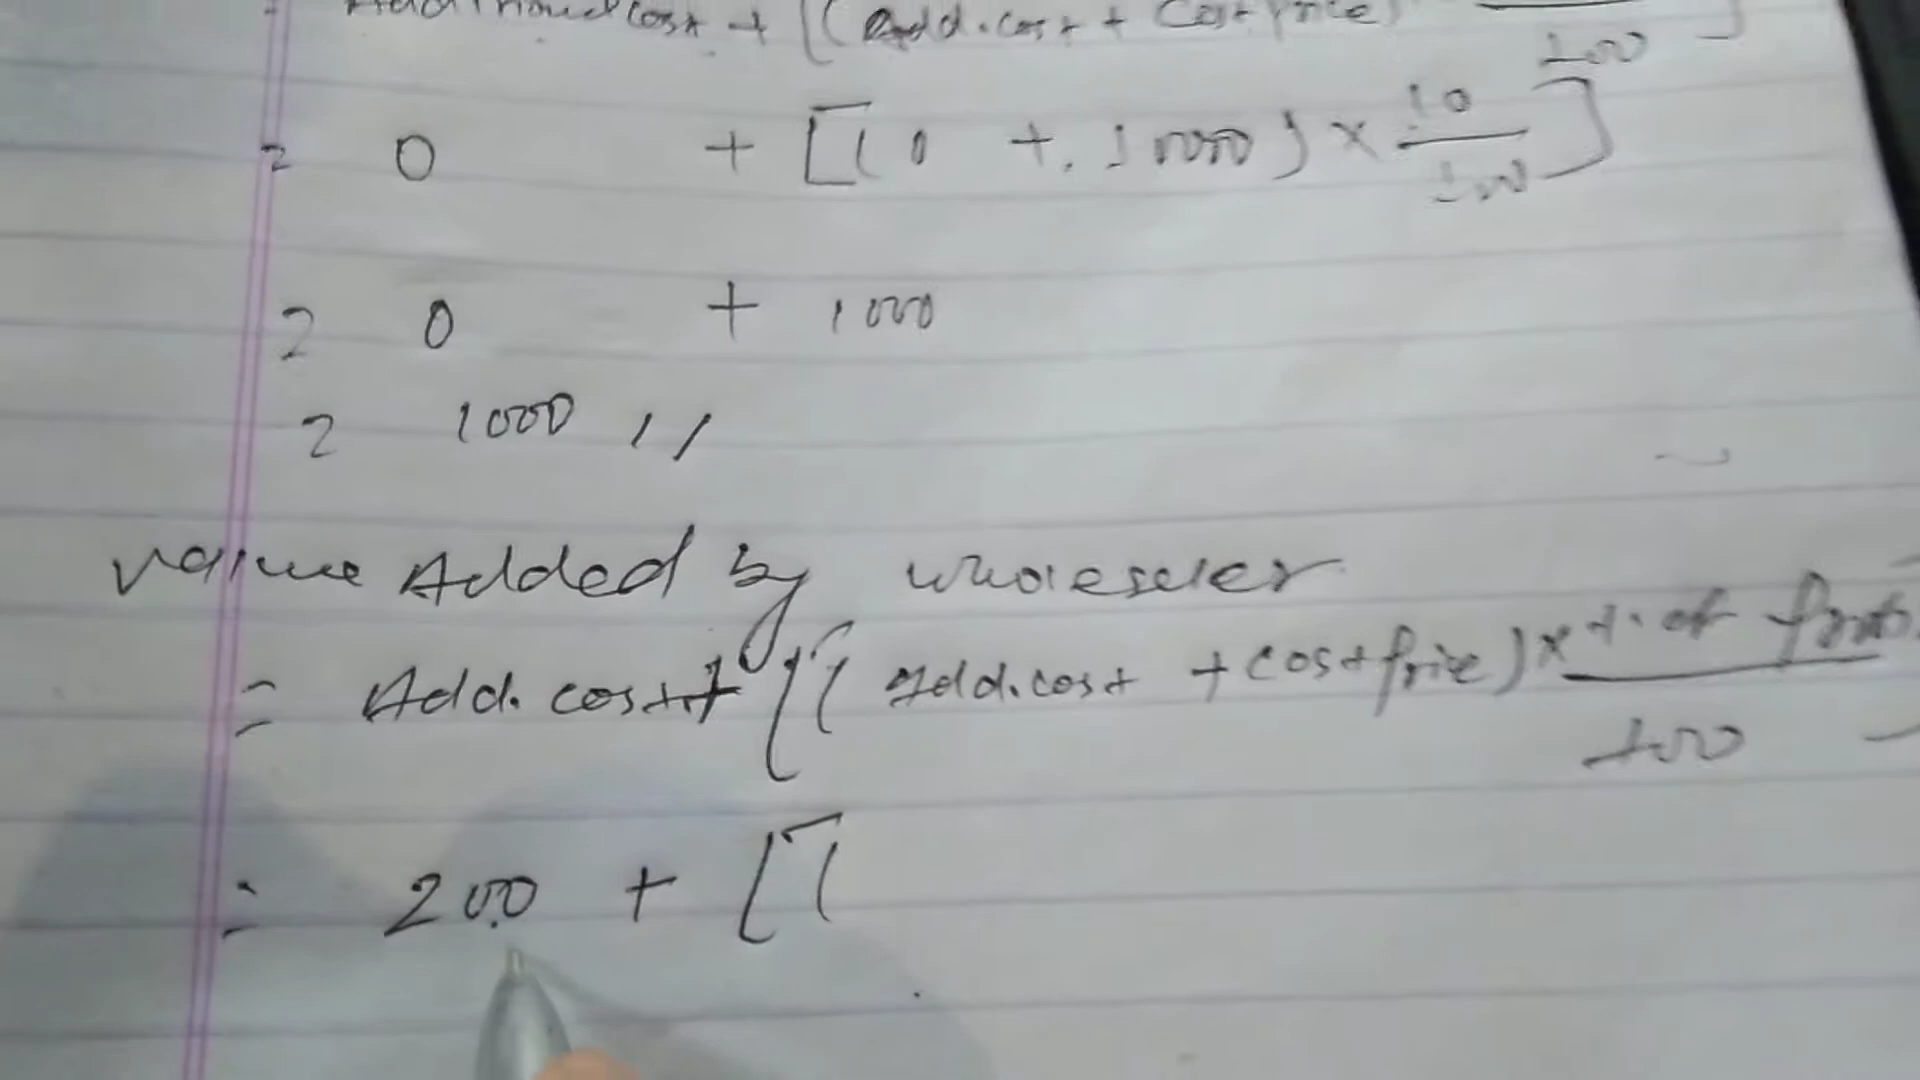 = Additional cost + [(Add.cost + Cost price) 100]
= 0 + [(0 + 10000) × 10/100]
= 0 + 1000
= 1000 //
value Added by wholeseler
= Add. cost + [(Add.cost + cost price) × %. of profit/100
= 200 + [(